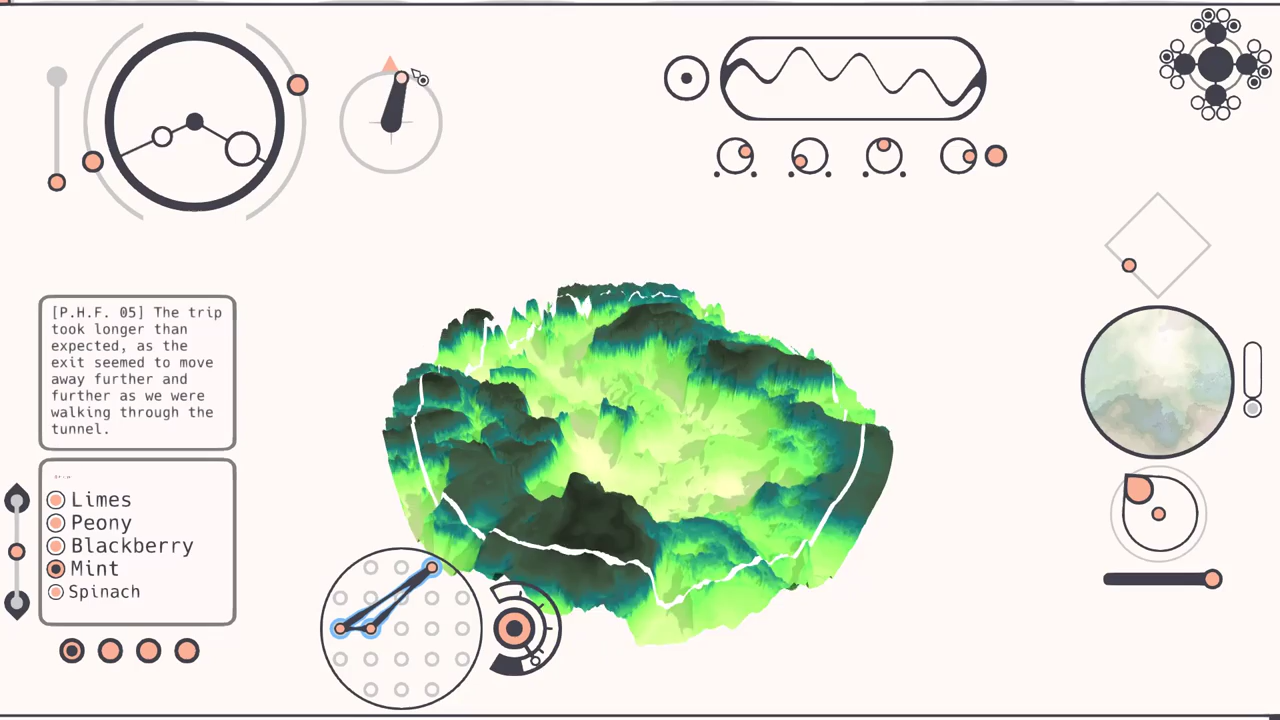 [P.H.F. 05] The trip
took longer than
expected, as the
exit seemed to move
away further and
further as we were
walking through the
tunnel.
Limes
Peony
Blackberry
Mint
Spinach